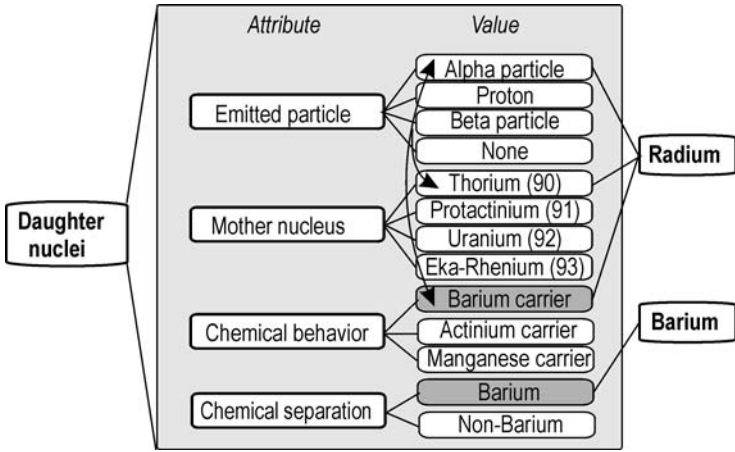 Attribute
Value
Emitted particle
Alpha particle
Proton
Beta particle
None
Mother nucleus
Thorium (90)
Protactinium (91)
Uranium (92)
Eka-Rhenium (93)
Chemical behavior
Barium carrier
Actinium carrier
Manganese carrier
Chemical separation
Barium
Non-Barium
Daughter
nuclei
Radium
Barium